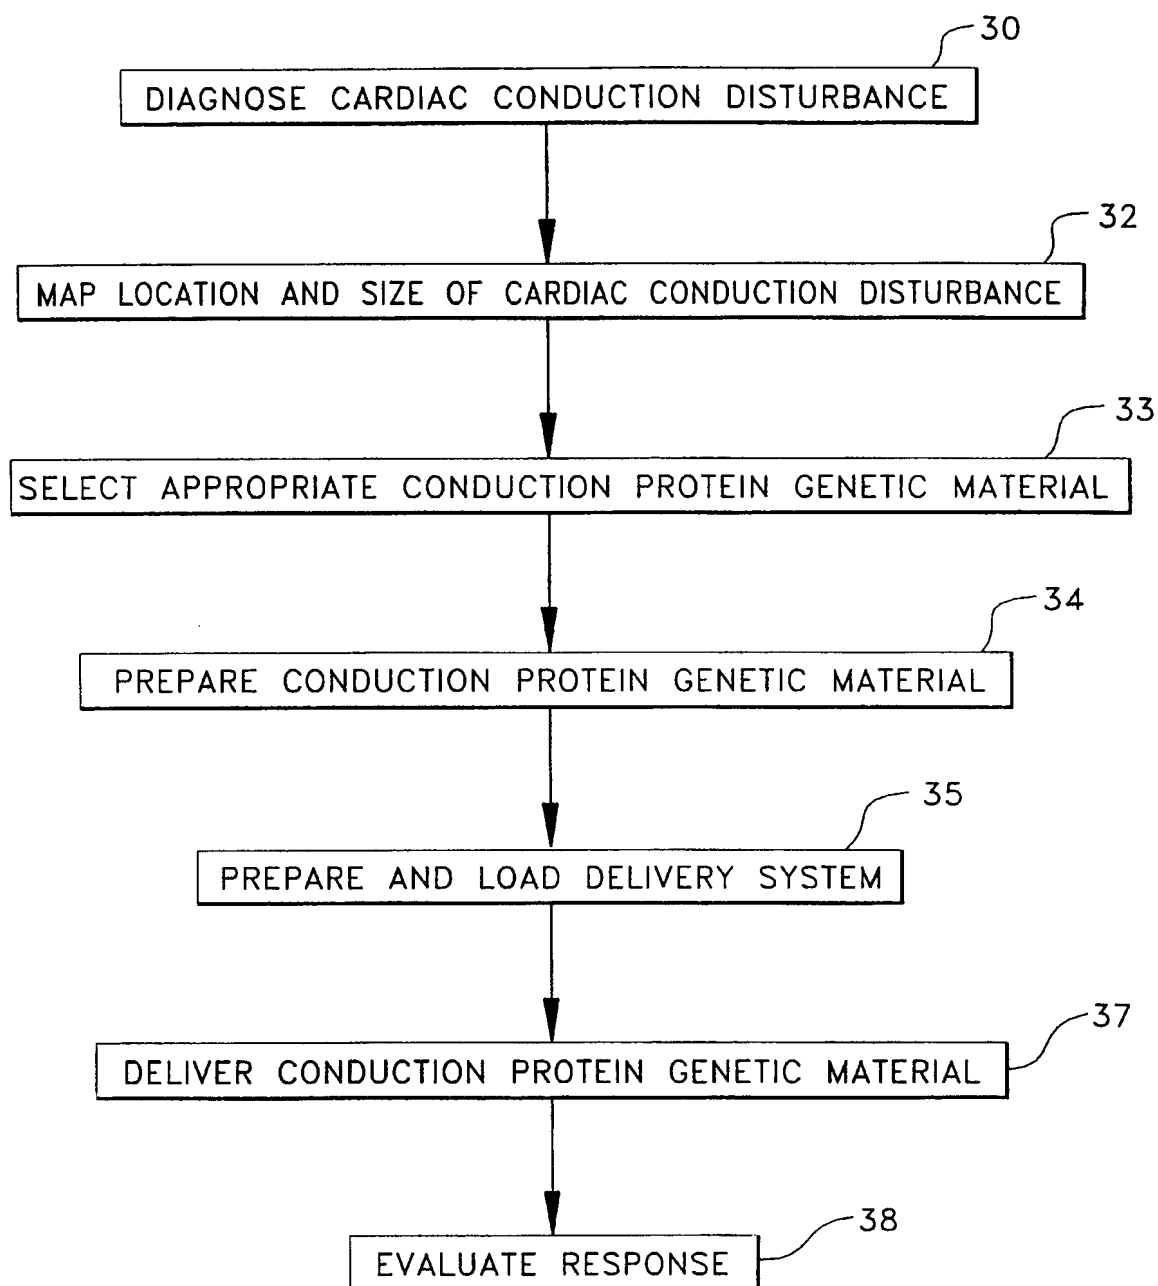 30
DIAGNOSE CARDIAC CONDUCTION DISTURBANCE
32
MAP LOCATION AND SIZE OF CARDIAC CONDUCTION DISTURBANCE
33
SELECT APPROPRIATE CONDUCTION PROTEIN GENETIC MATERIAL
34
PREPARE CONDUCTION PROTEIN GENETIC MATERIAL
35
PREPARE AND LOAD DELIVERY SYSTEM
37
DELIVER CONDUCTION PROTEIN GENETIC MATERIAL
38
EVALUATE RESPONSE